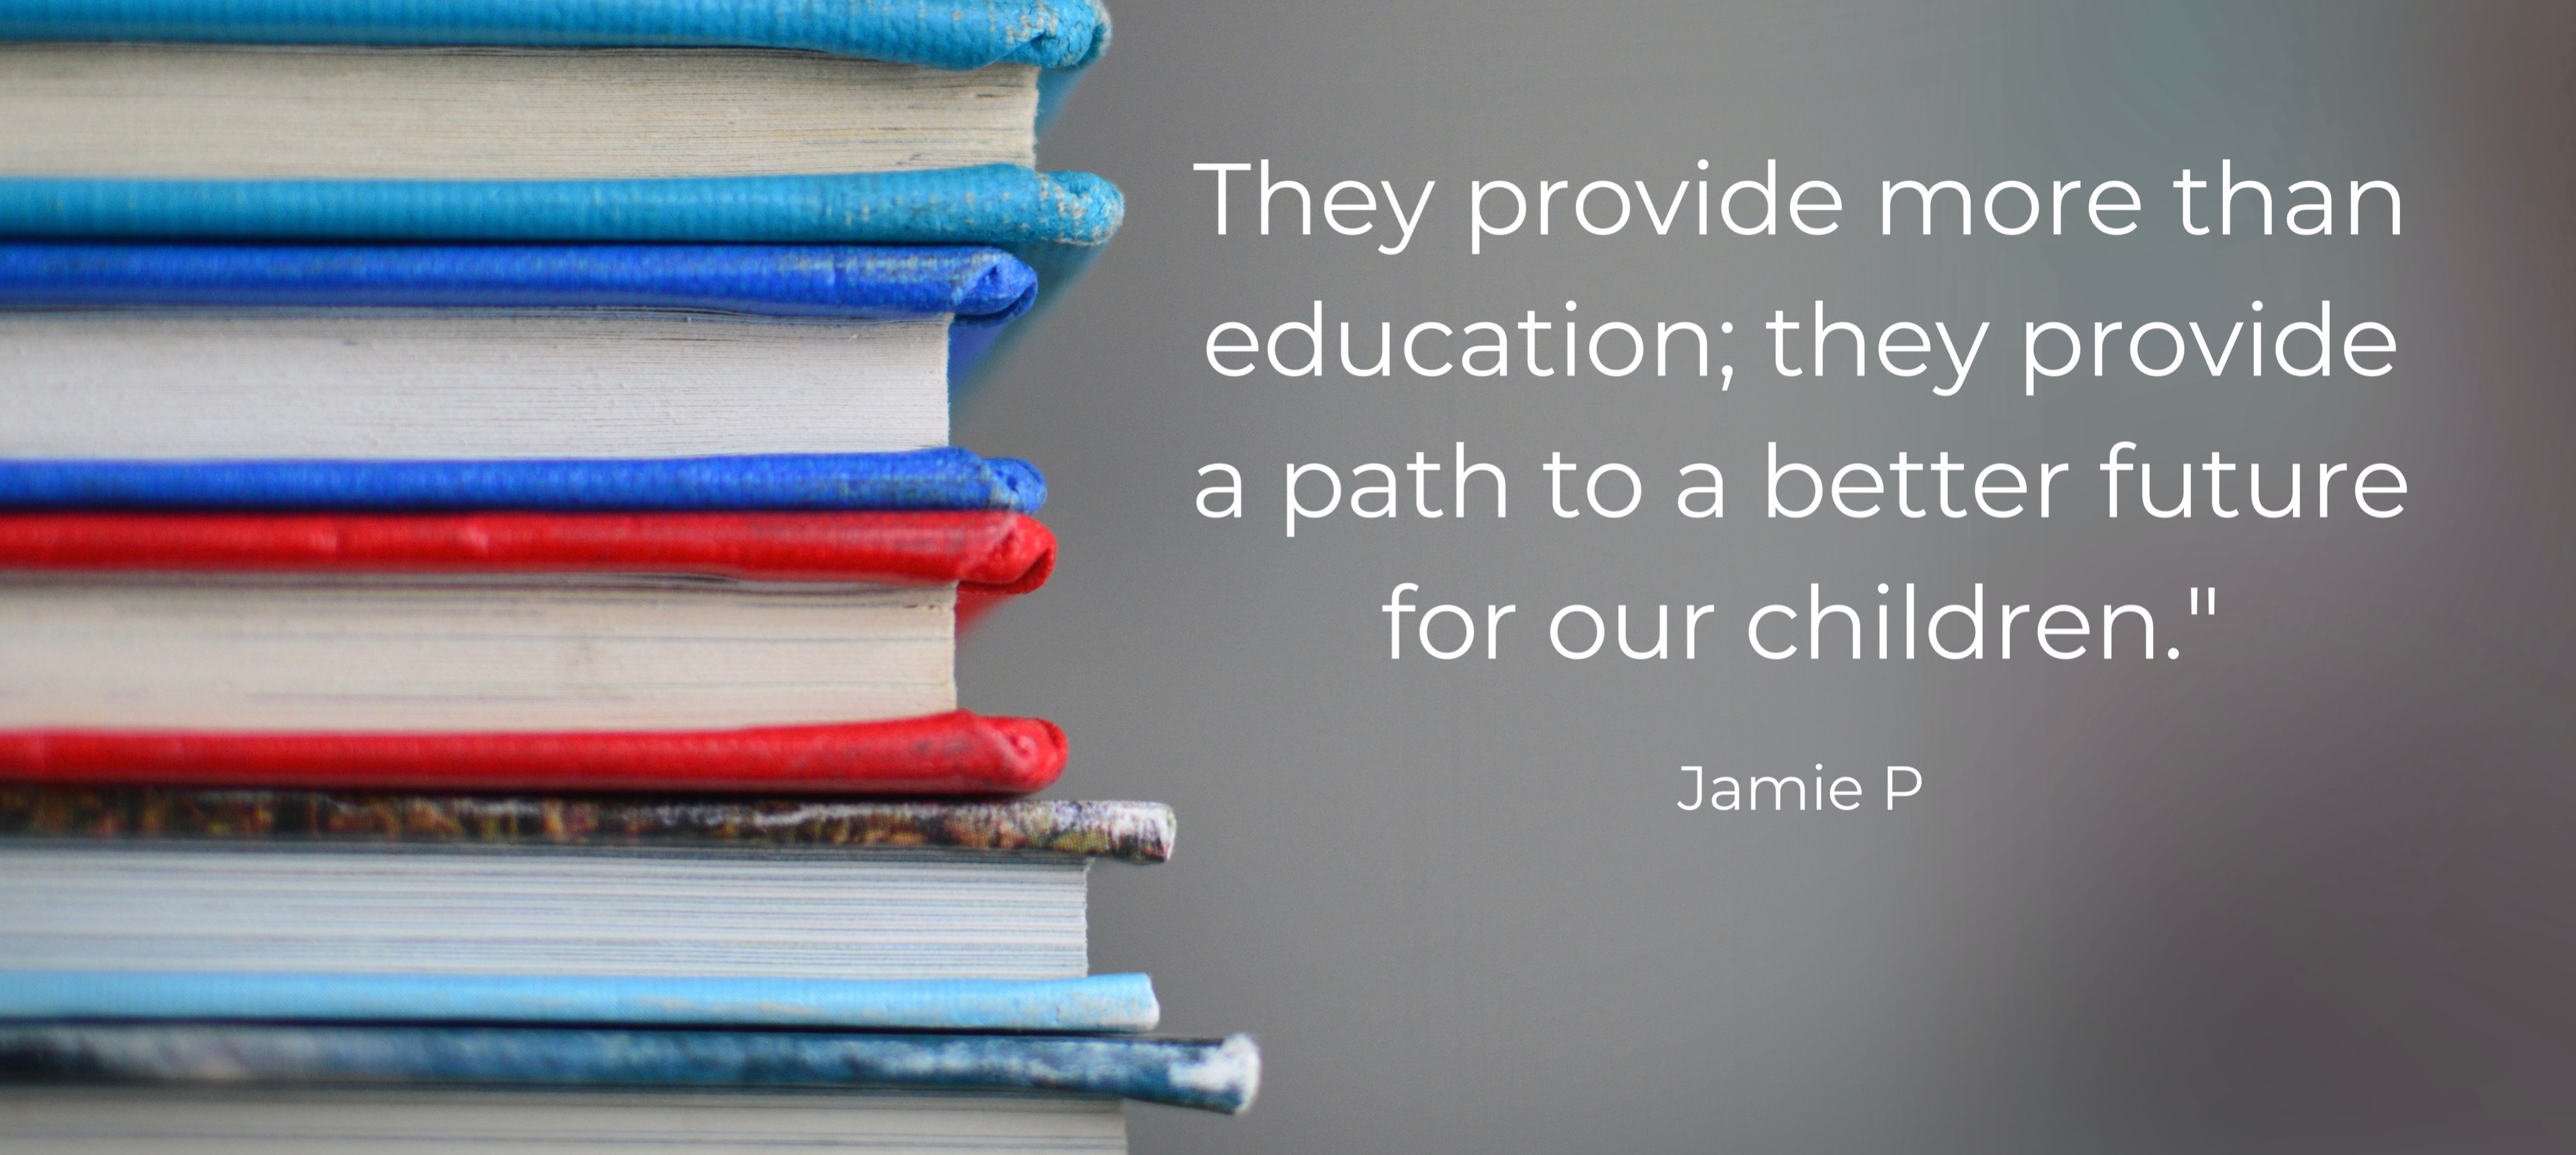 They provide more than
education; they provide
a path to a better future
for our children."
Jamie P